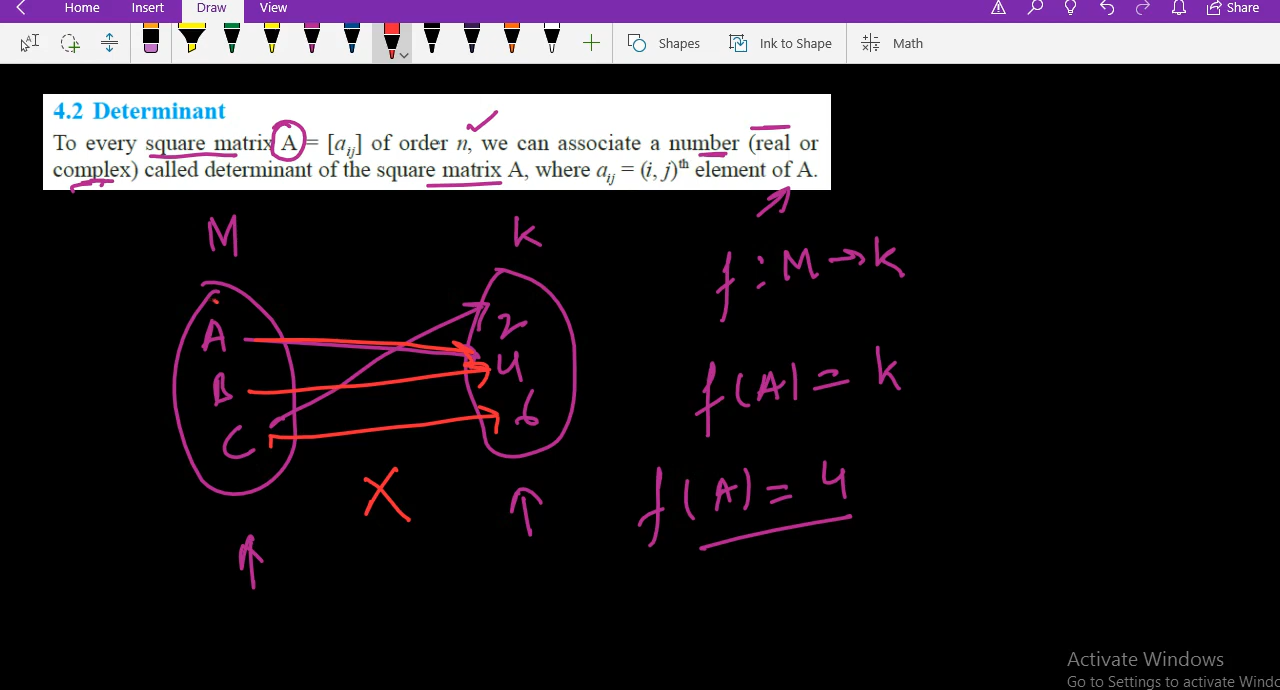 Home Insert Draw View Share
Shapes Ink to Shape Math
4.2 Determinant
To every square matrix A = [aij] of order n, we can associate a number (real or
complex) called determinant of the square matrix A, where aij = (i, j)th element of A.
M K
f : M → K
A 2
B 4
C 6
f(A) = k
X
f(A) = 4
Activate Windows
Go to Settings to activate Windo